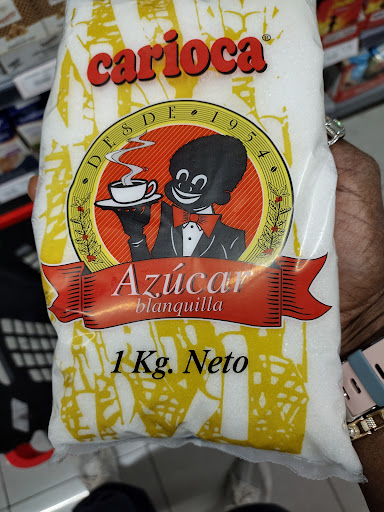 carioca®
DESDE • 1954
Azúcar
blanquilla
1 Kg. Neto